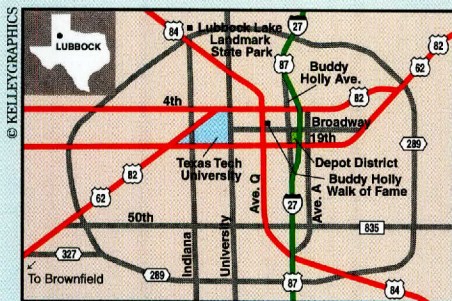 © KELLEYGRAPHICS
LUBBOCK
84
Lubbock Lake
Landmark
State Park
27
87
Buddy
Holly Ave.
82
62
4th
82
Broadway
19th
289
Texas Tech
University
Depot District
Buddy Holly
Walk of Fame
82
62
Ave. Q
Ave. A
27
50th
835
Indiana
University
327
To Brownfield
289
87
84